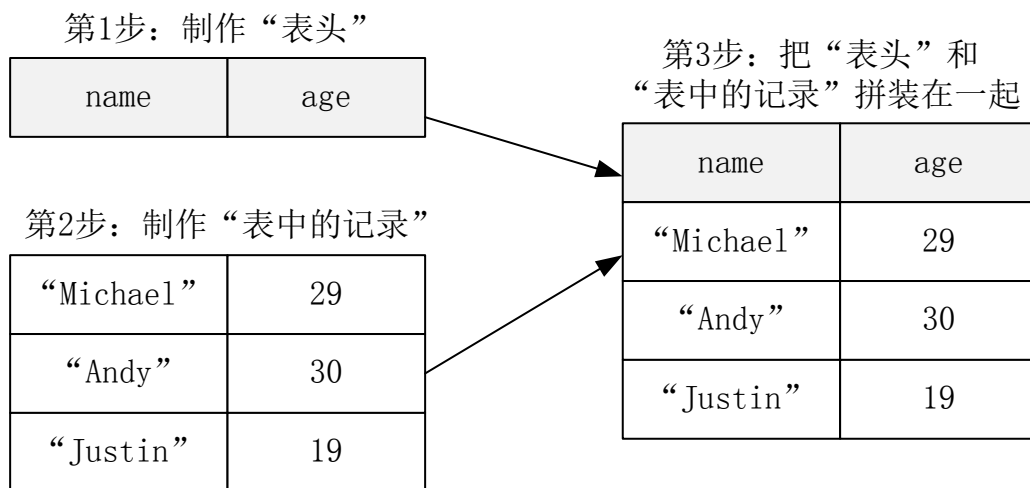 第1步：制作“表头”
name age
第2步：制作“表中的记录”
“Michael” 29
“Andy” 30
“Justin” 19
第3步：把“表头”和
“表中的记录”拼装在一起
name age
“Michael” 29
“Andy” 30
“Justin” 19